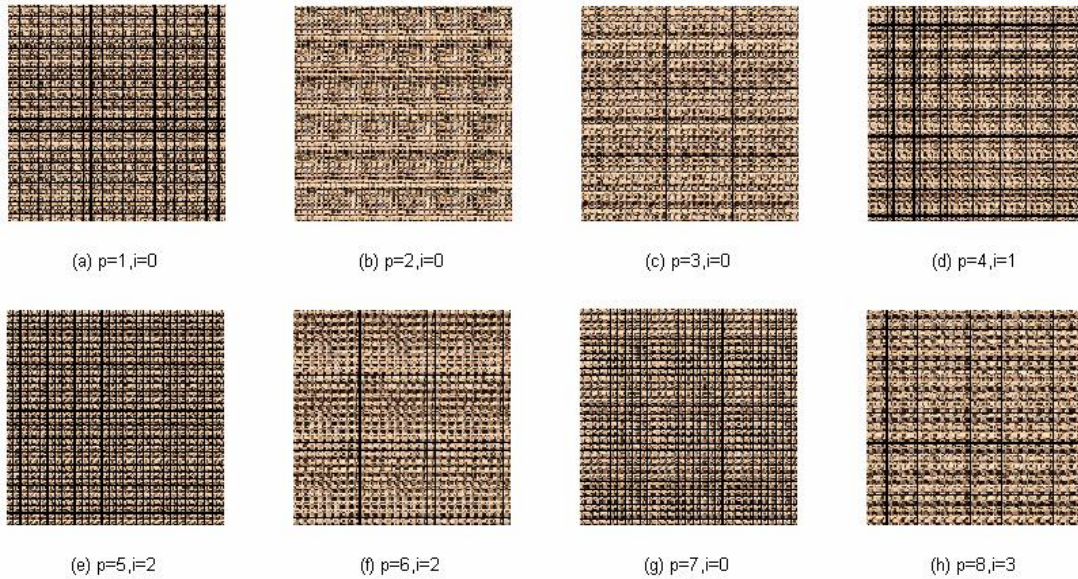 (a) p=1,i=0
(b) p=2,i=0
(c) p=3,i=0
(d) p=4,i=1
(e) p=5,i=2
(f) p=6,i=2
(g) p=7,i=0
(h) p=8,i=3